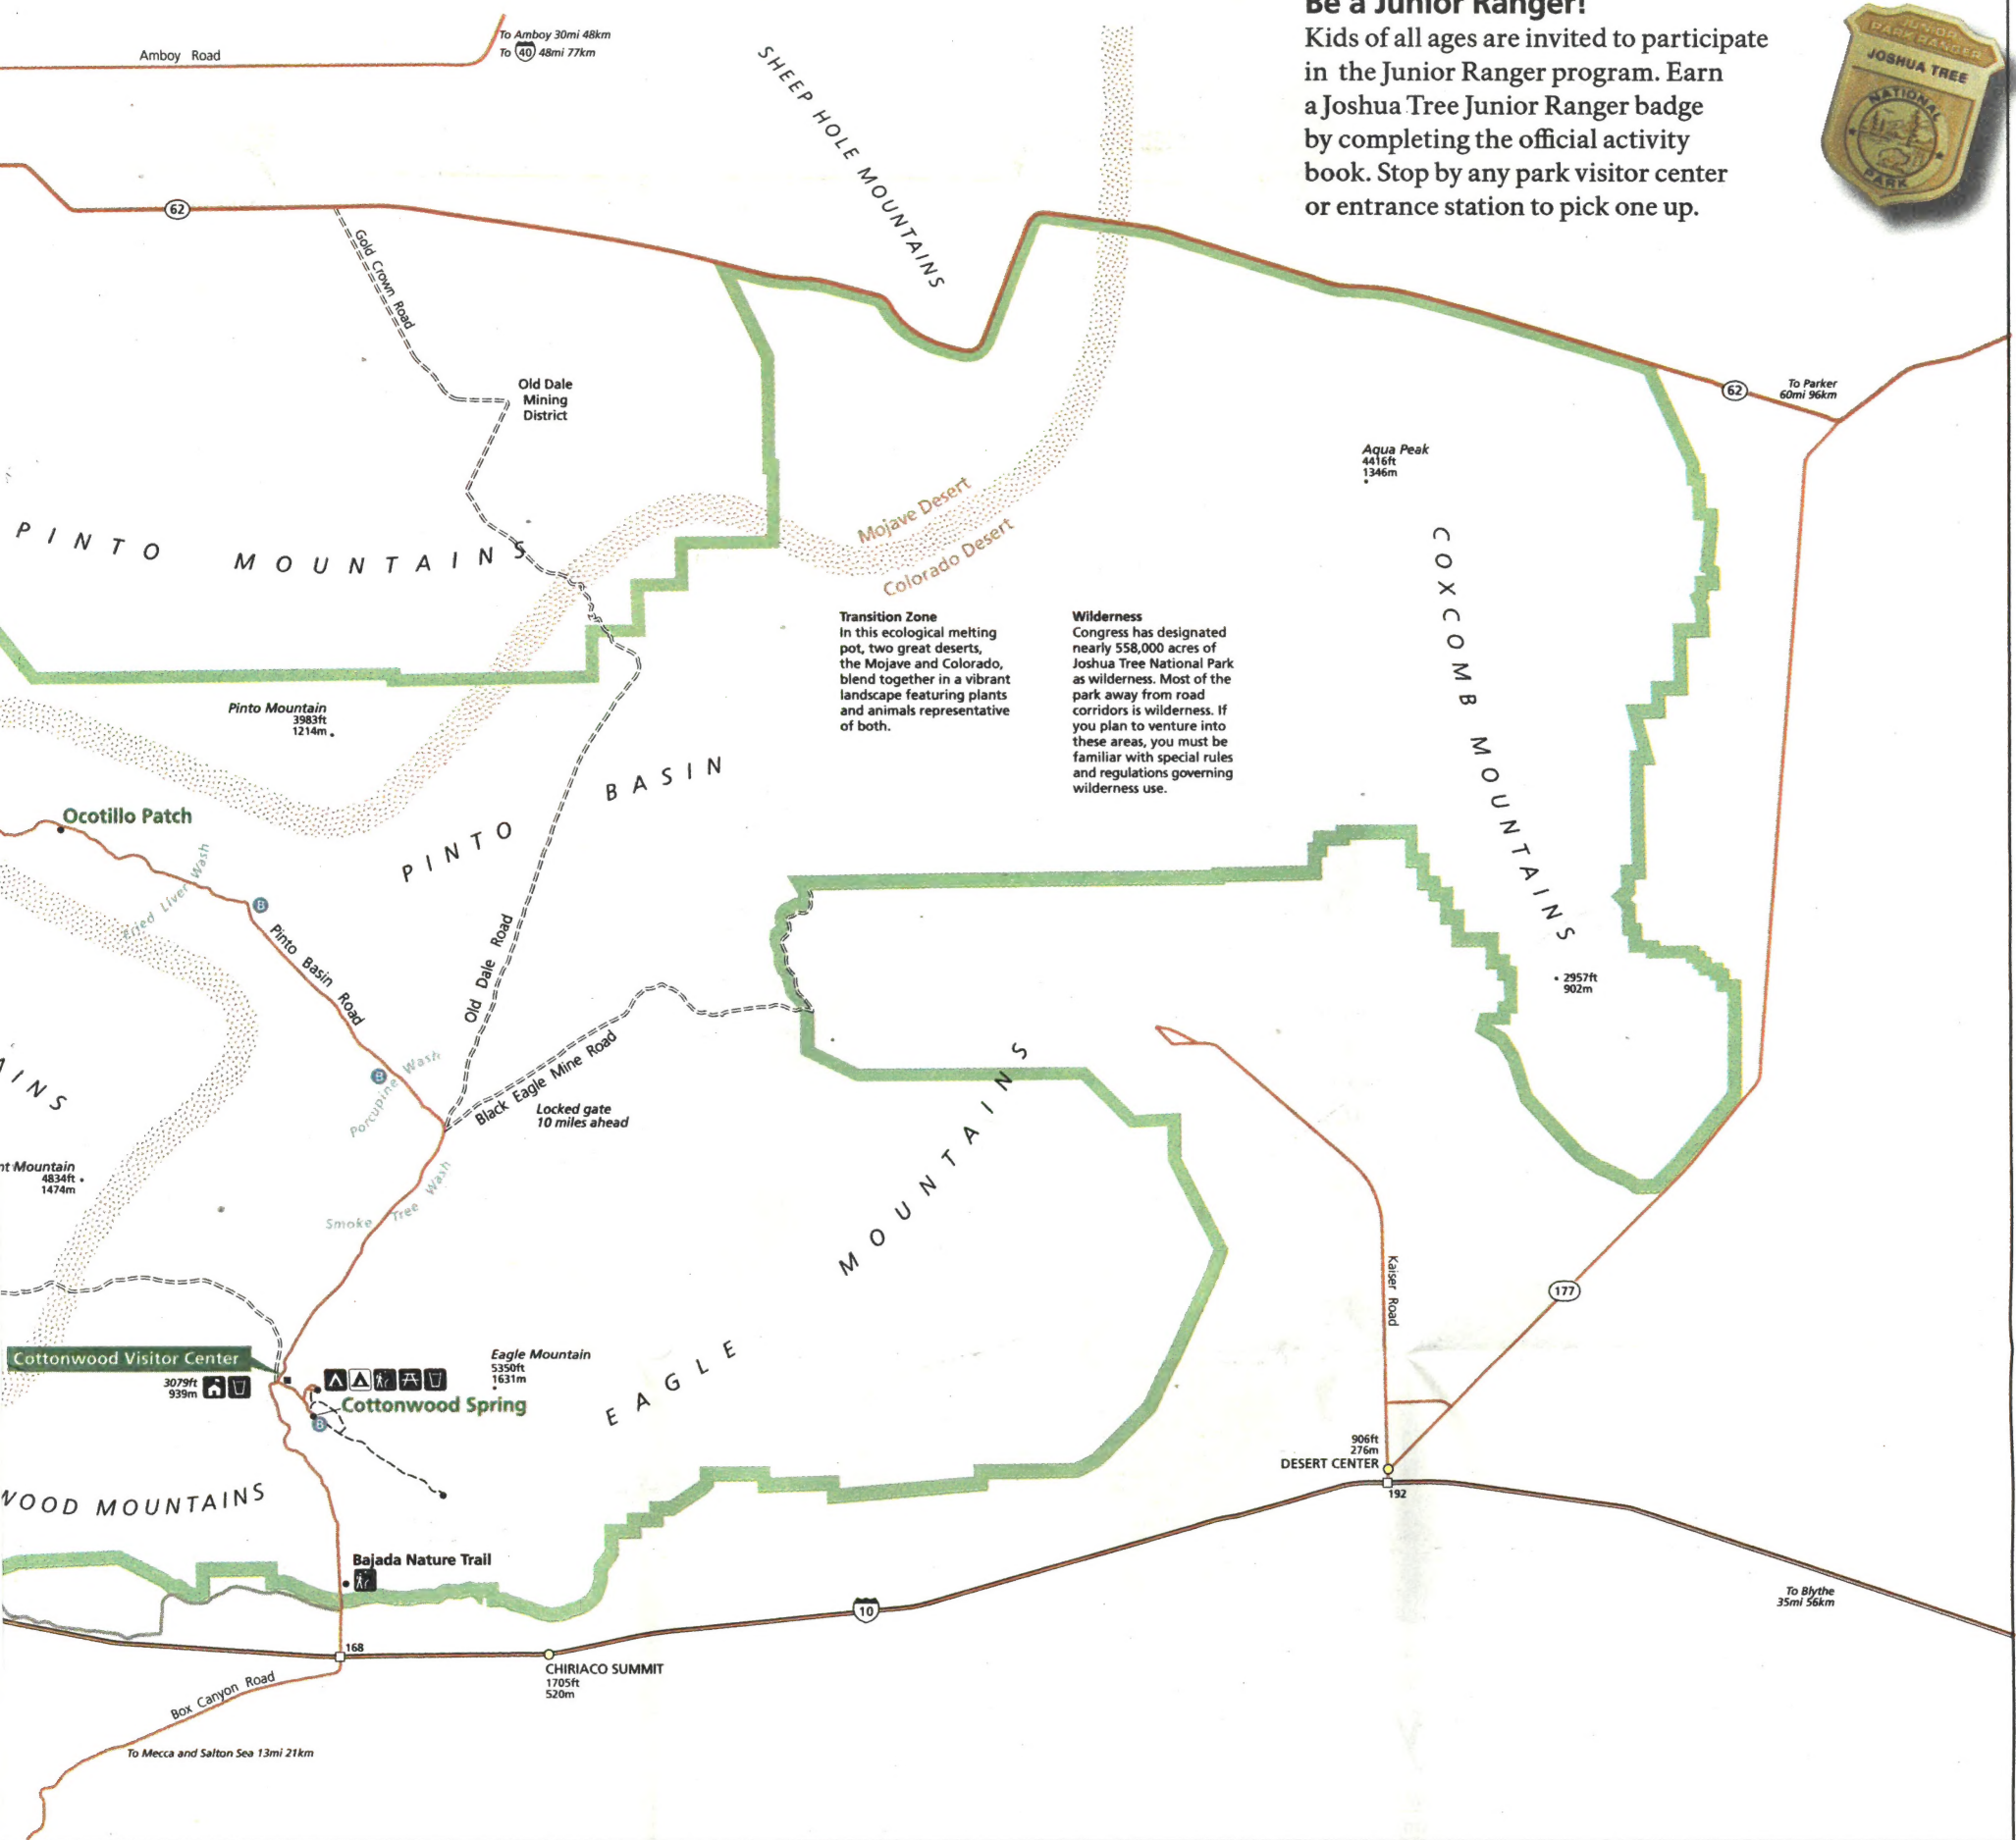 Be a Junior Ranger!
Kids of all ages are invited to participate
in the Junior Ranger program. Earn
a Joshua Tree Junior Ranger badge
by completing the official activity
book. Stop by any park visitor center
or entrance station to pick one up.
JUNIOR
PARK RANGER
JOSHUA TREE
NATIONAL
PARK
To Amboy 30mi 48km
To 40 48mi 77km
Amboy Road
SHEEP HOLE MOUNTAINS
62
Gold Crown Road
Old Dale
Mining
District
62
To Parker
60mi 96km
Aqua Peak
4416ft
1346m
Mojave Desert
Colorado Desert
PINTO MOUNTAINS
COXCOMB MOUNTAINS
Transition Zone
In this ecological melting
pot, two great deserts,
the Mojave and Colorado,
blend together in a vibrant
landscape featuring plants
and animals representative
of both.
Wilderness
Congress has designated
nearly 558,000 acres of
Joshua Tree National Park
as wilderness. Most of the
park away from road
corridors is wilderness. If
you plan to venture into
these areas, you must be
familiar with special rules
and regulations governing
wilderness use.
Pinto Mountain
3983ft
1214m
PINTO BASIN
Ocotillo Patch
Fried Liver Wash
B
Pinto Basin Road
Old Dale Road
2957ft
902m
B
Porcupine Wash
Black Eagle Mine Road
Locked gate
10 miles ahead
AINS
nt Mountain
4834ft
1474m
Smoke Tree Wash
EAGLE MOUNTAINS
Kaiser Road
177
Cottonwood Visitor Center
3079ft
939m
Eagle Mountain
5350ft
1631m
Cottonwood Spring
B
906ft
276m
DESERT CENTER
192
WOOD MOUNTAINS
Bajada Nature Trail
To Blythe
35mi 56km
10
168
CHIRIACO SUMMIT
1705ft
520m
Box Canyon Road
To Mecca and Salton Sea 13mi 21km